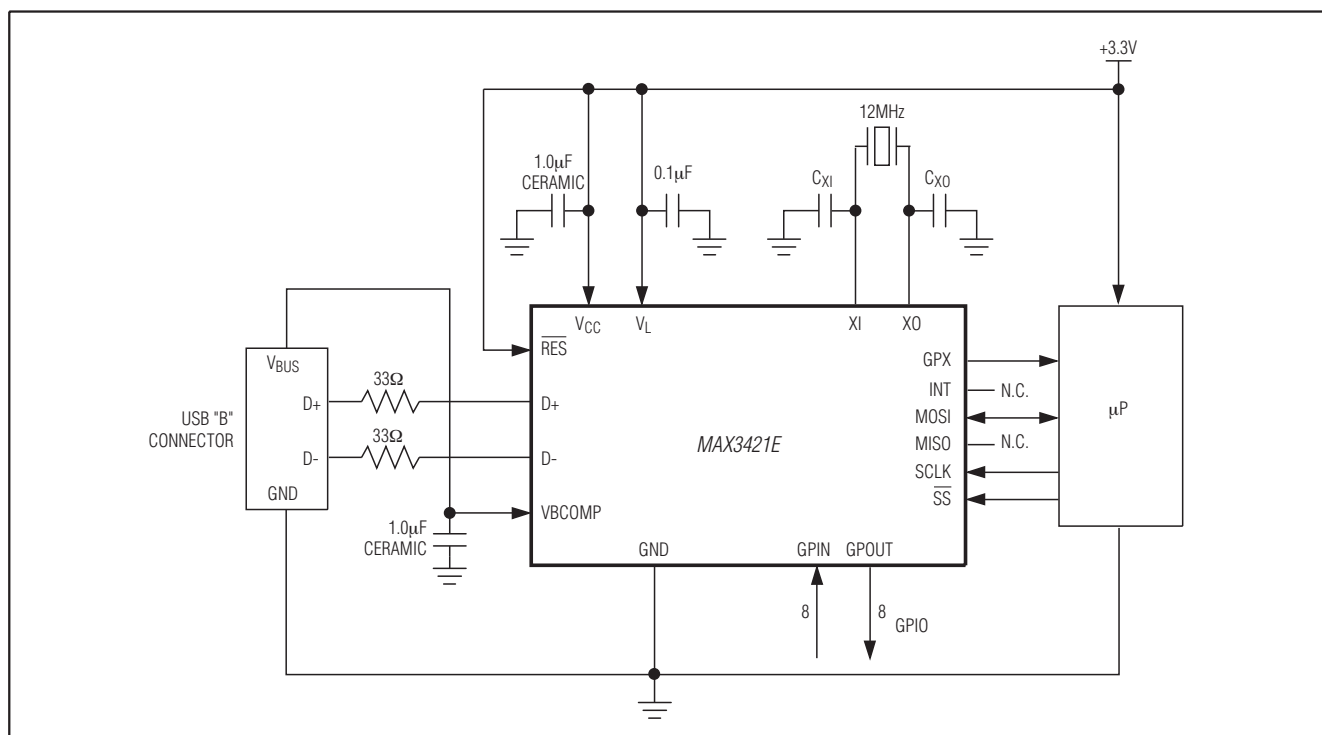 +3.3V
12MHz
1.0µF
CERAMIC
0.1µF
CXI
CXO
VCC
VL
XI
XO
RES
VBUS
D+
D-
GND
USB "B"
CONNECTOR
33Ω
33Ω
D+
D-
VBCOMP
1.0µF
CERAMIC
MAX3421E
GPX
INT
N.C.
MOSI
MISO
N.C.
SCLK
SS
µP
GND
GPIN
GPOUT
8
8
GPIO